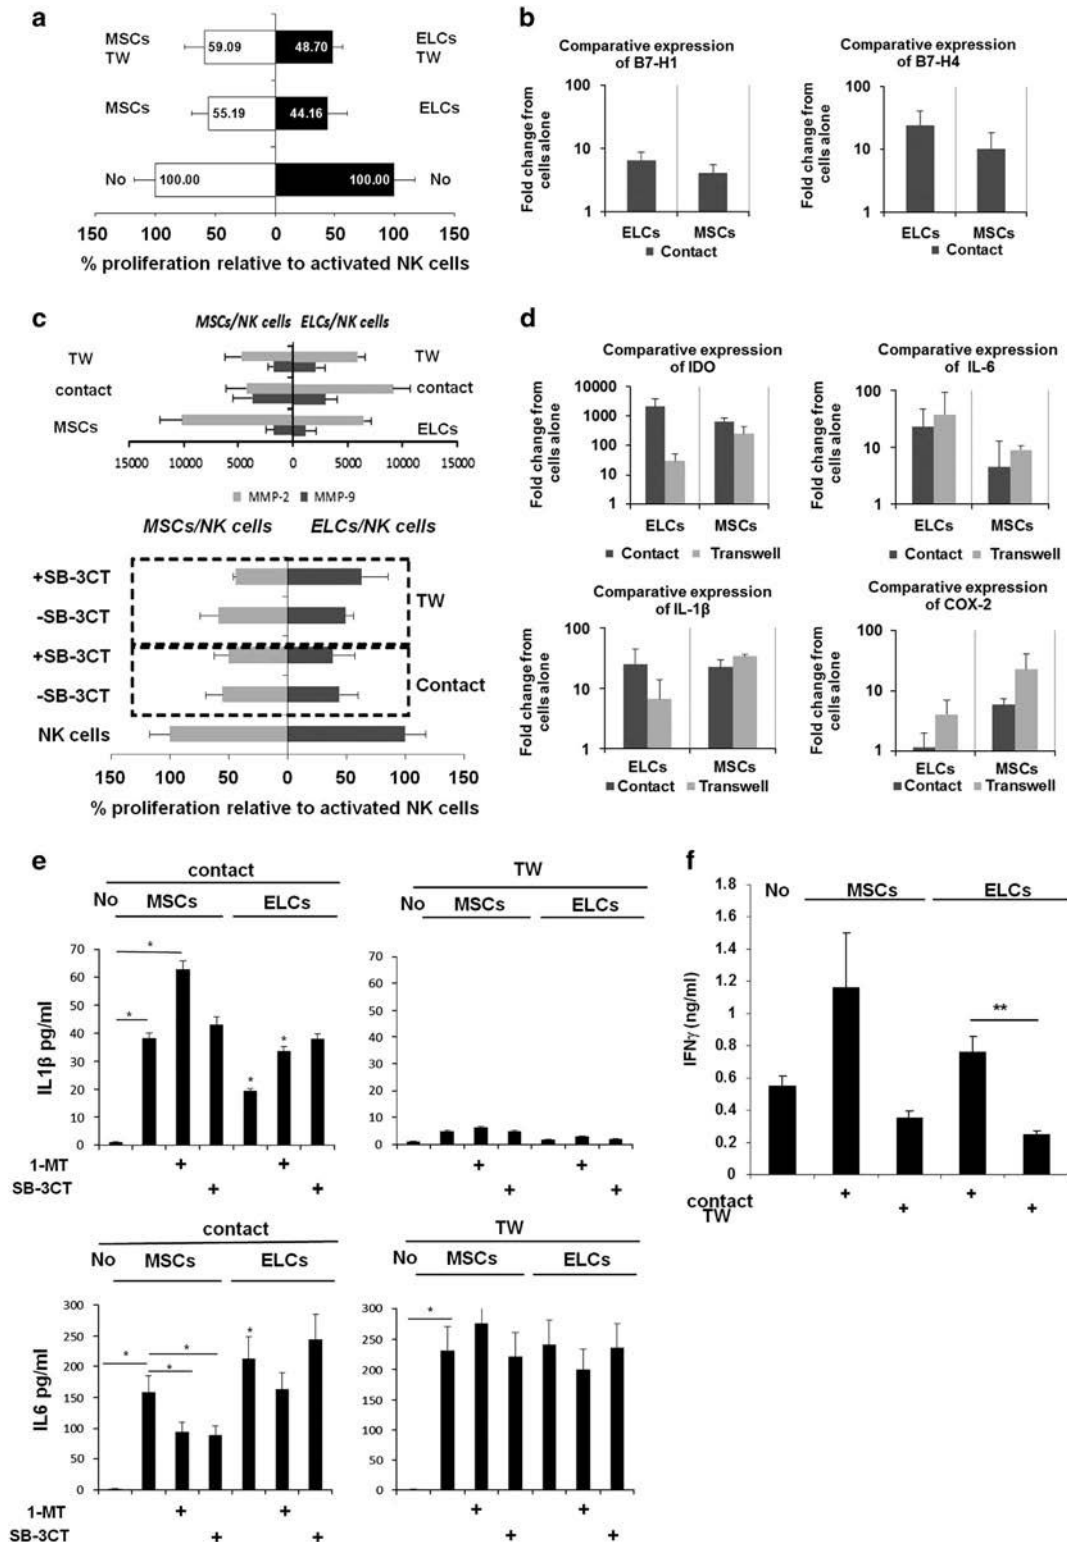 a
MSCs TW
59.09
48.70
ELCs TW
MSCs
55.19
44.16
ELCs
No
100.00
100.00
No
150 100 50 0 50 100 150
% proliferation relative to activated NK cells
b
Comparative expression
of B7-H1
Fold change from
cells alone
100
10
1
ELCs MSCs
Contact
Comparative expression
of B7-H4
Fold change from
cells alone
100
10
1
ELCs MSCs
Contact
c
MSCs/NK cells ELCs/NK cells
TW TW
contact contact
MSCs ELCs
15000 10000 5000 0 5000 10000 15000
MMP-2 MMP-9
MSCs/NK cells ELCs/NK cells
+SB-3CT
TW
-SB-3CT
+SB-3CT
Contact
-SB-3CT
NK cells
100 50 0 50 100
% proliferation relative to activated NK cells
d
Comparative expression
of IDO
Fold change from
cells alone
10000
1000
100
10
1
ELCs MSCs
Contact Transwell
Comparative expression
of IL-6
Fold change from
cells alone
100
10
1
ELCs MSCs
Contact Transwell
Comparative expression
of IL-1β
Fold change from
cells alone
100
10
1
ELCs MSCs
Contact Transwell
Comparative expression
of COX-2
Fold change from
cells alone
100
10
1
ELCs MSCs
Contact Transwell
e
contact
No MSCs ELCs
IL1β pg/ml
70
60
50
40
30
20
10
0
* * * *
1-MT + +
SB-3CT + +
TW
No MSCs ELCs
70
60
50
40
30
20
10
0
+ +
+ +
contact
No MSCs ELCs
IL6 pg/ml
300
250
200
150
100
50
0
* * * *
1-MT + +
SB-3CT + +
TW
No MSCs ELCs
300
250
200
150
100
50
0
*
+ +
+ +
f
No MSCs ELCs
IFNγ (ng/ml)
1.8
1.6
1.4
1.2
1
0.8
0.6
0.4
0.2
0
**
contact + +
TW + +